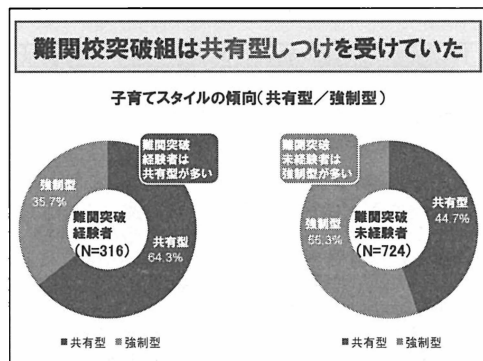 難関校突破組は共有型しつけを受けていた
子育てスタイルの傾向(共有型/強制型)
難関突破
経験者は
共有型が多い
強制型
35.7%
難関突破
経験者
(N=316)
共有型
64.3%
■共有型 ■強制型
難関突破
未経験者は
強制型が多い
強制型
55.3%
難関突破
未経験者
(N=724)
共有型
44.7%
■共有型 ■強制型